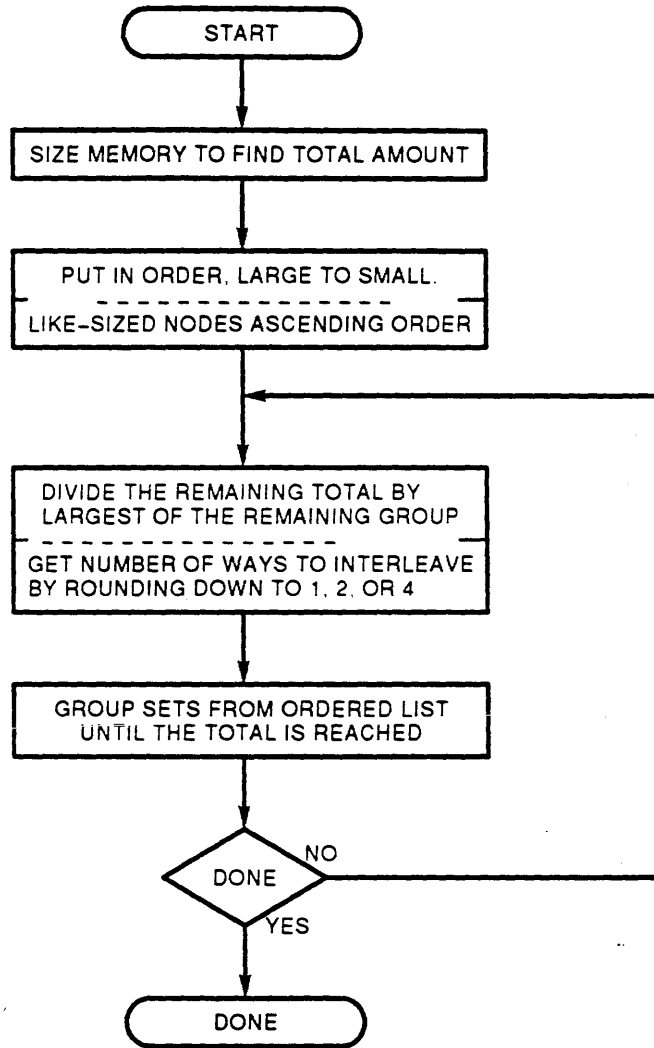 START
SIZE MEMORY TO FIND TOTAL AMOUNT
PUT IN ORDER, LARGE TO SMALL.
LIKE-SIZED NODES ASCENDING ORDER
DIVIDE THE REMAINING TOTAL BY
LARGEST OF THE REMAINING GROUP
GET NUMBER OF WAYS TO INTERLEAVE
BY ROUNDING DOWN TO 1, 2, OR 4
GROUP SETS FROM ORDERED LIST
UNTIL THE TOTAL IS REACHED
NO
DONE
YES
DONE